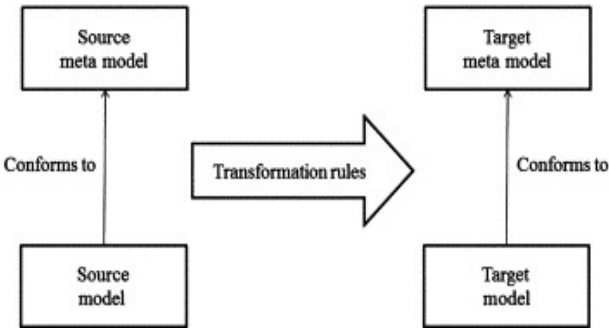 Source
meta model
Target
meta model
Conforms to
Transformation rules
Conforms to
Source
model
Target
model